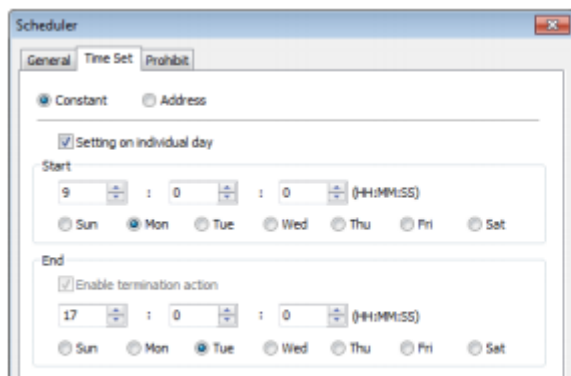 Scheduler
General Time Set Prohibit
Constant Address
Setting on individual day
Start
9 : 0 : 0 (HH:MM:SS)
Sun Mon Tue Wed Thu Fri Sat
End
Enable termination action
17 : 0 : 0 (HH:MM:SS)
Sun Mon Tue Wed Thu Fri Sat